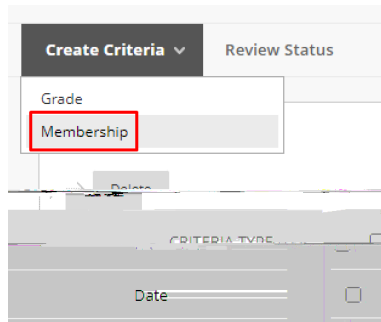 Create Criteria Review Status
Grade
Membership
Delete
CRITERIA TYPE
Date